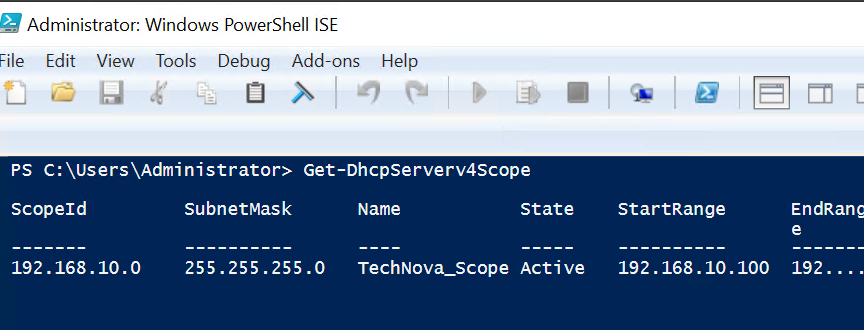 Administrator: Windows PowerShell ISE
File Edit View Tools Debug Add-ons Help
PS C:\Users\Administrator> Get-DhcpServerv4Scope
ScopeId SubnetMask Name State StartRange EndRang
e
------- ---------- ---- ----- ---------- -------
192.168.10.0 255.255.255.0 TechNova_Scope Active 192.168.10.100 192....